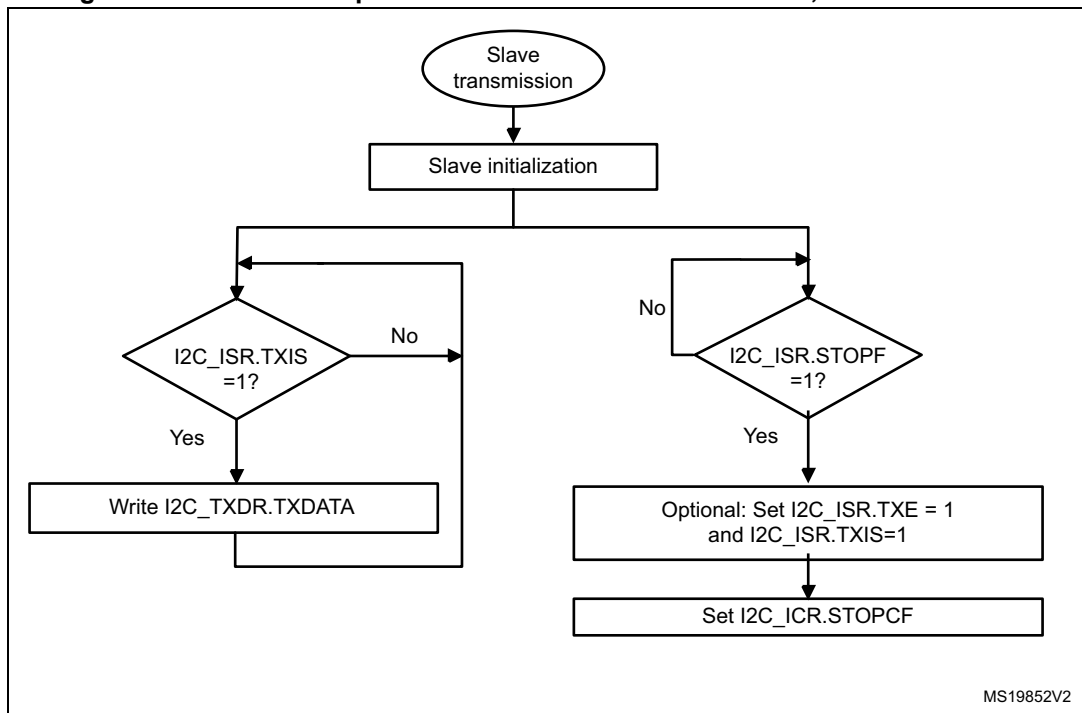 Slave
transmission
Slave initialization
No
No
I2C_ISR.TXIS
=1?
I2C_ISR.STOPF
=1?
Yes
Yes
Write I2C_TXDR.TXDATA
Optional: Set I2C_ISR.TXE = 1
and I2C_ISR.TXIS=1
Set I2C_ICR.STOPCF
MS19852V2